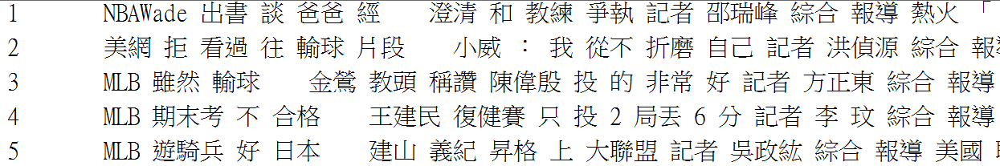 1 NBAWade 出書 談 爸爸 經 澄清 和 教練 爭執 記者 邵瑞峰 綜合 報導 熱火 「
2 美網 拒 看過 往 輸球 片段 小威 : 我 從不 折磨 自己 記者 洪偵源 綜合
3 MLB 雖然 輸球 金鶯 教頭 稱讚 陳偉殷 投 的 非常 好 記者 方正東 綜合 報導
4 MLB 期末考 不 合格 王建民 復健賽 只 投 2 局丟 6 分 記者 李 玟 綜合 報導
5 MLB 遊騎兵 好 日本 建山 義紀 昇格 上 大聯盟 記者 吳政紘 綜合 報導 美國